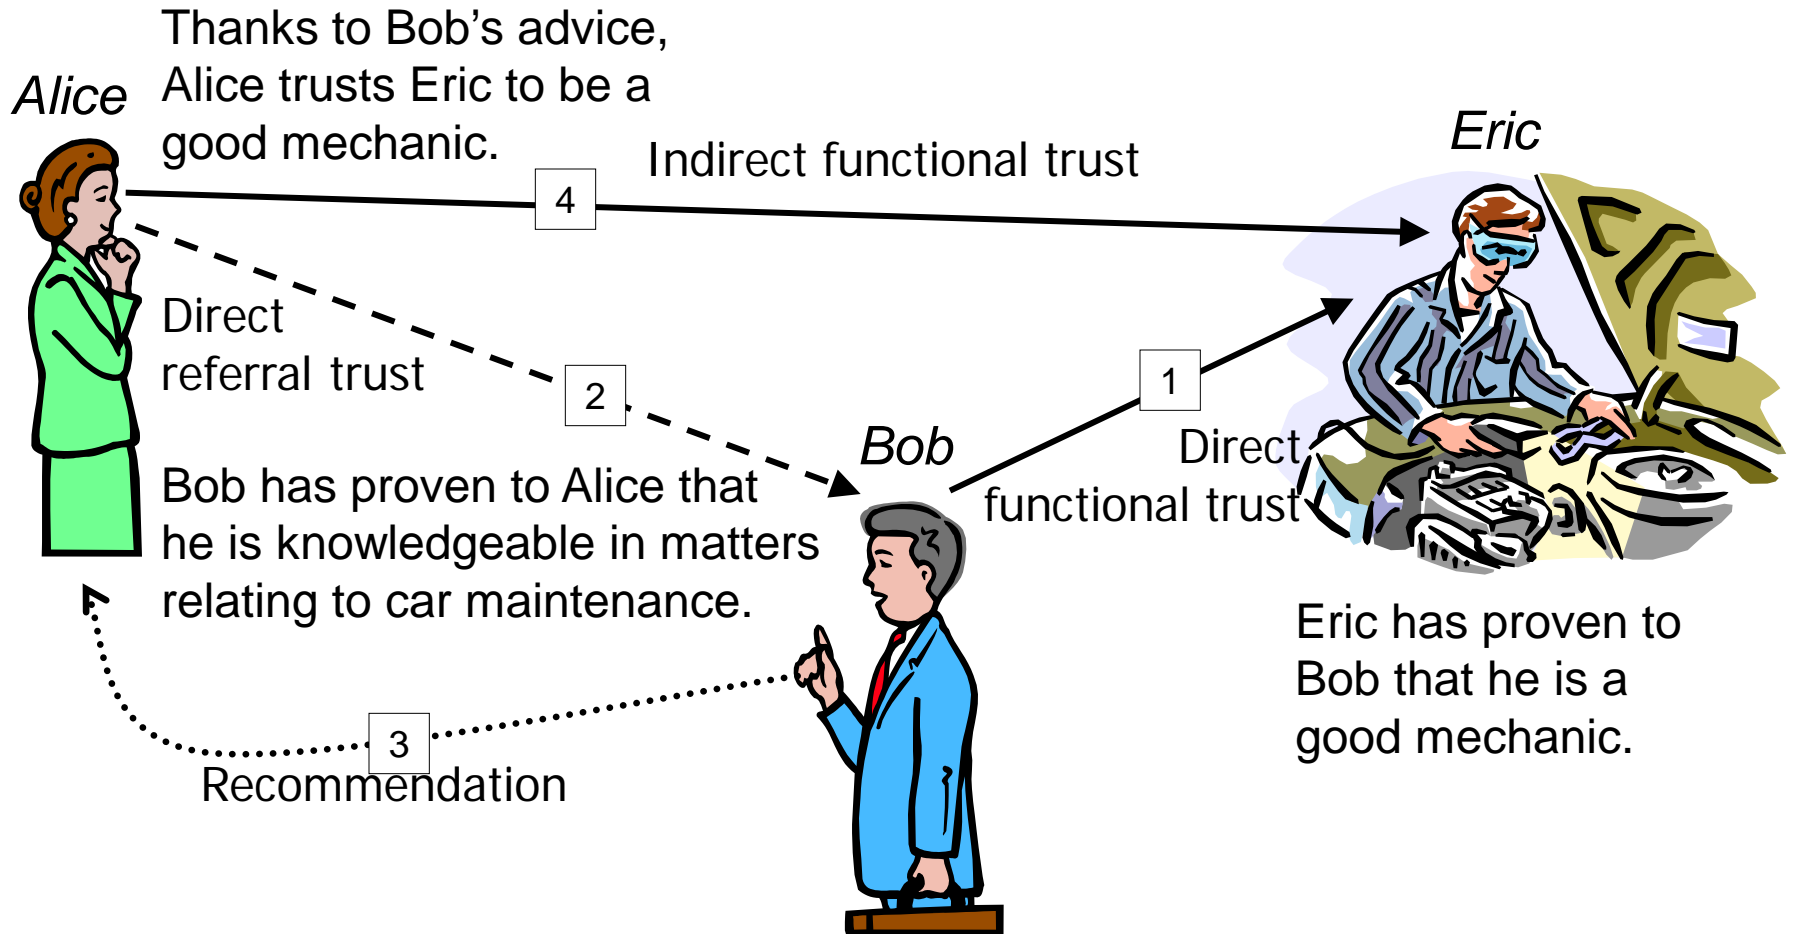 Thanks to Bob’s advice,
Alice trusts Eric to be a
good mechanic.
Alice
Eric
Indirect functional trust
4
Direct
referral trust
2
1
Bob
Direct
functional trust
Bob has proven to Alice that
he is knowledgeable in matters
relating to car maintenance.
Eric has proven to
Bob that he is a
good mechanic.
3
Recommendation